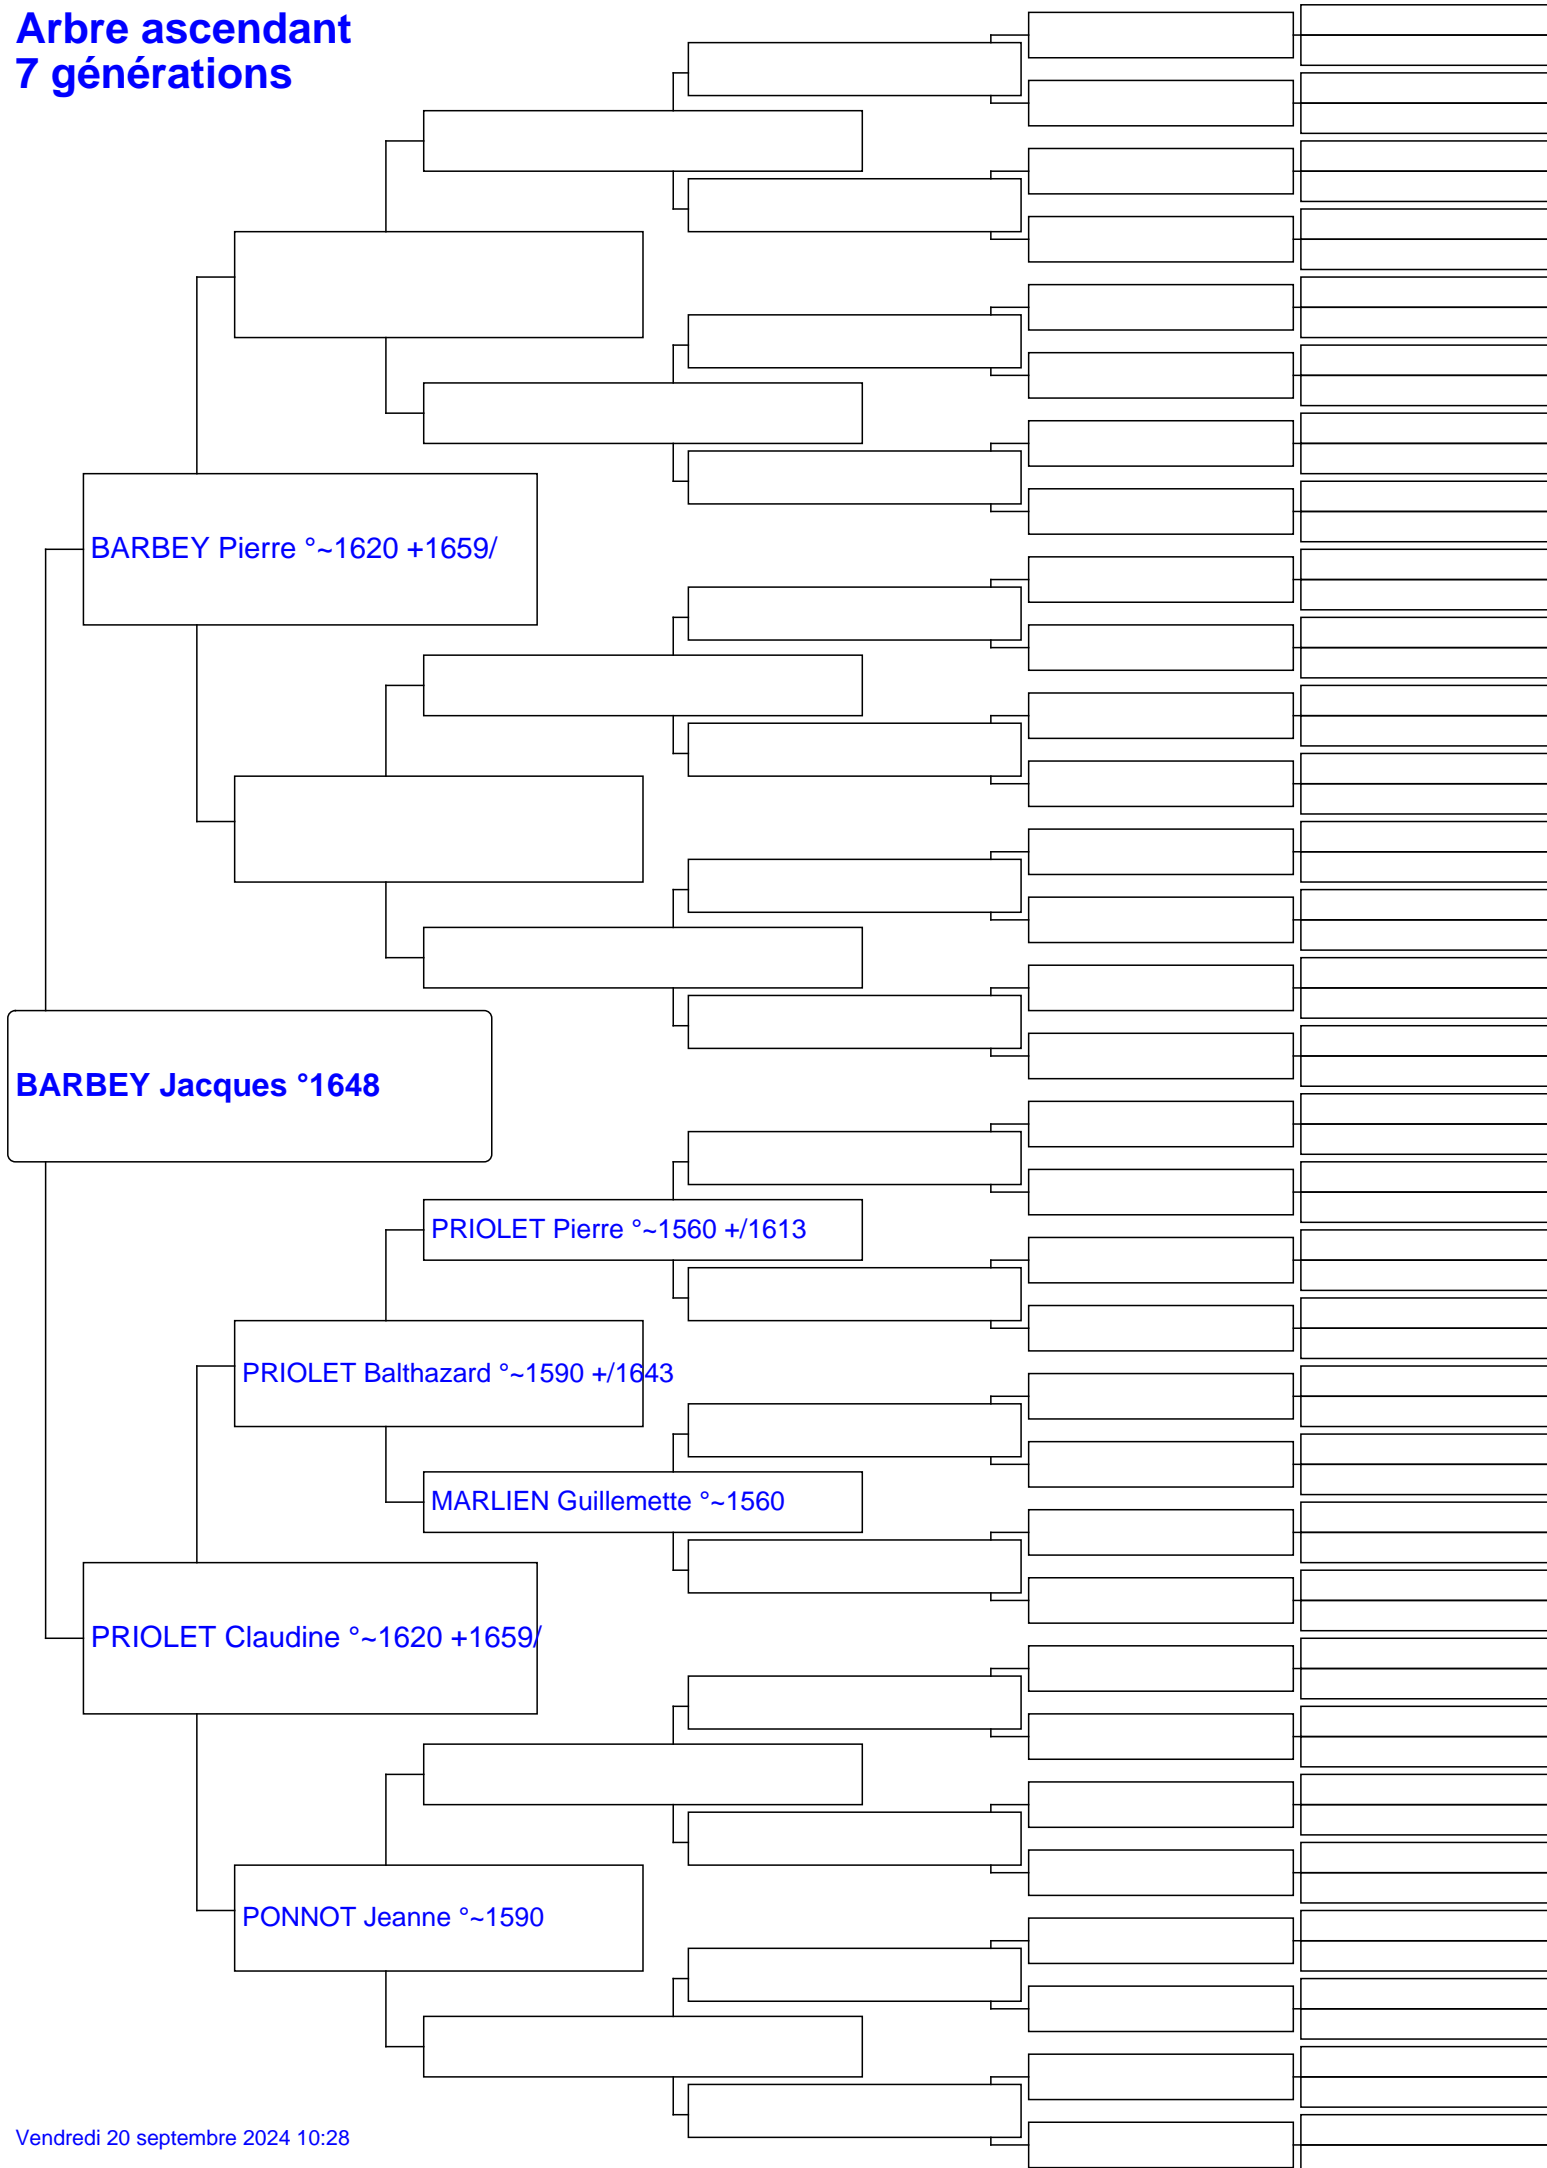 Arbre ascendant
7 générations
BARBEY Pierre °~1620 +1659/
BARBEY Jacques °1648
PRIOLET Pierre °~1560 +/1613
PRIOLET Balthazard °~1590 +/1643
MARLIEN Guillemette °~1560
PRIOLET Claudine °~1620 +1659/
PONNOT Jeanne °~1590
Vendredi 20 septembre 2024 10:28